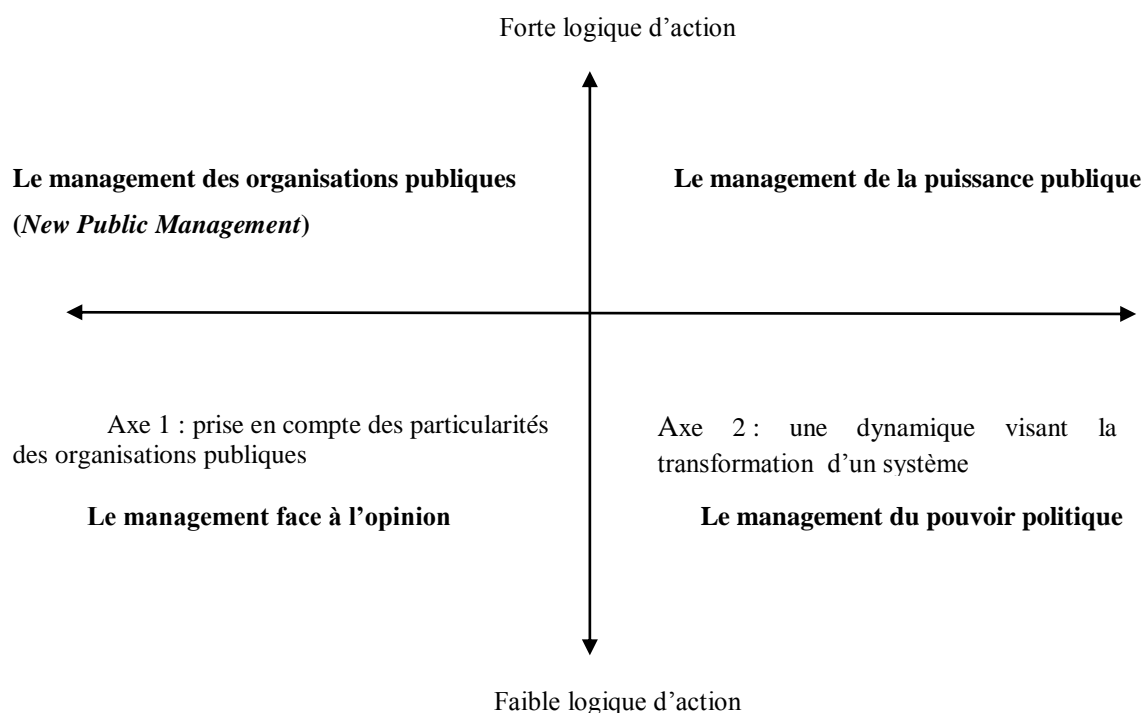 Forte logique d’action
Le management des organisations publiques
(New Public Management)
Le management de la puissance publique
Axe 1 : prise en compte des particularités
des organisations publiques
Axe 2 : une dynamique visant la
transformation d’un système
Le management face à l’opinion
Le management du pouvoir politique
Faible logique d’action